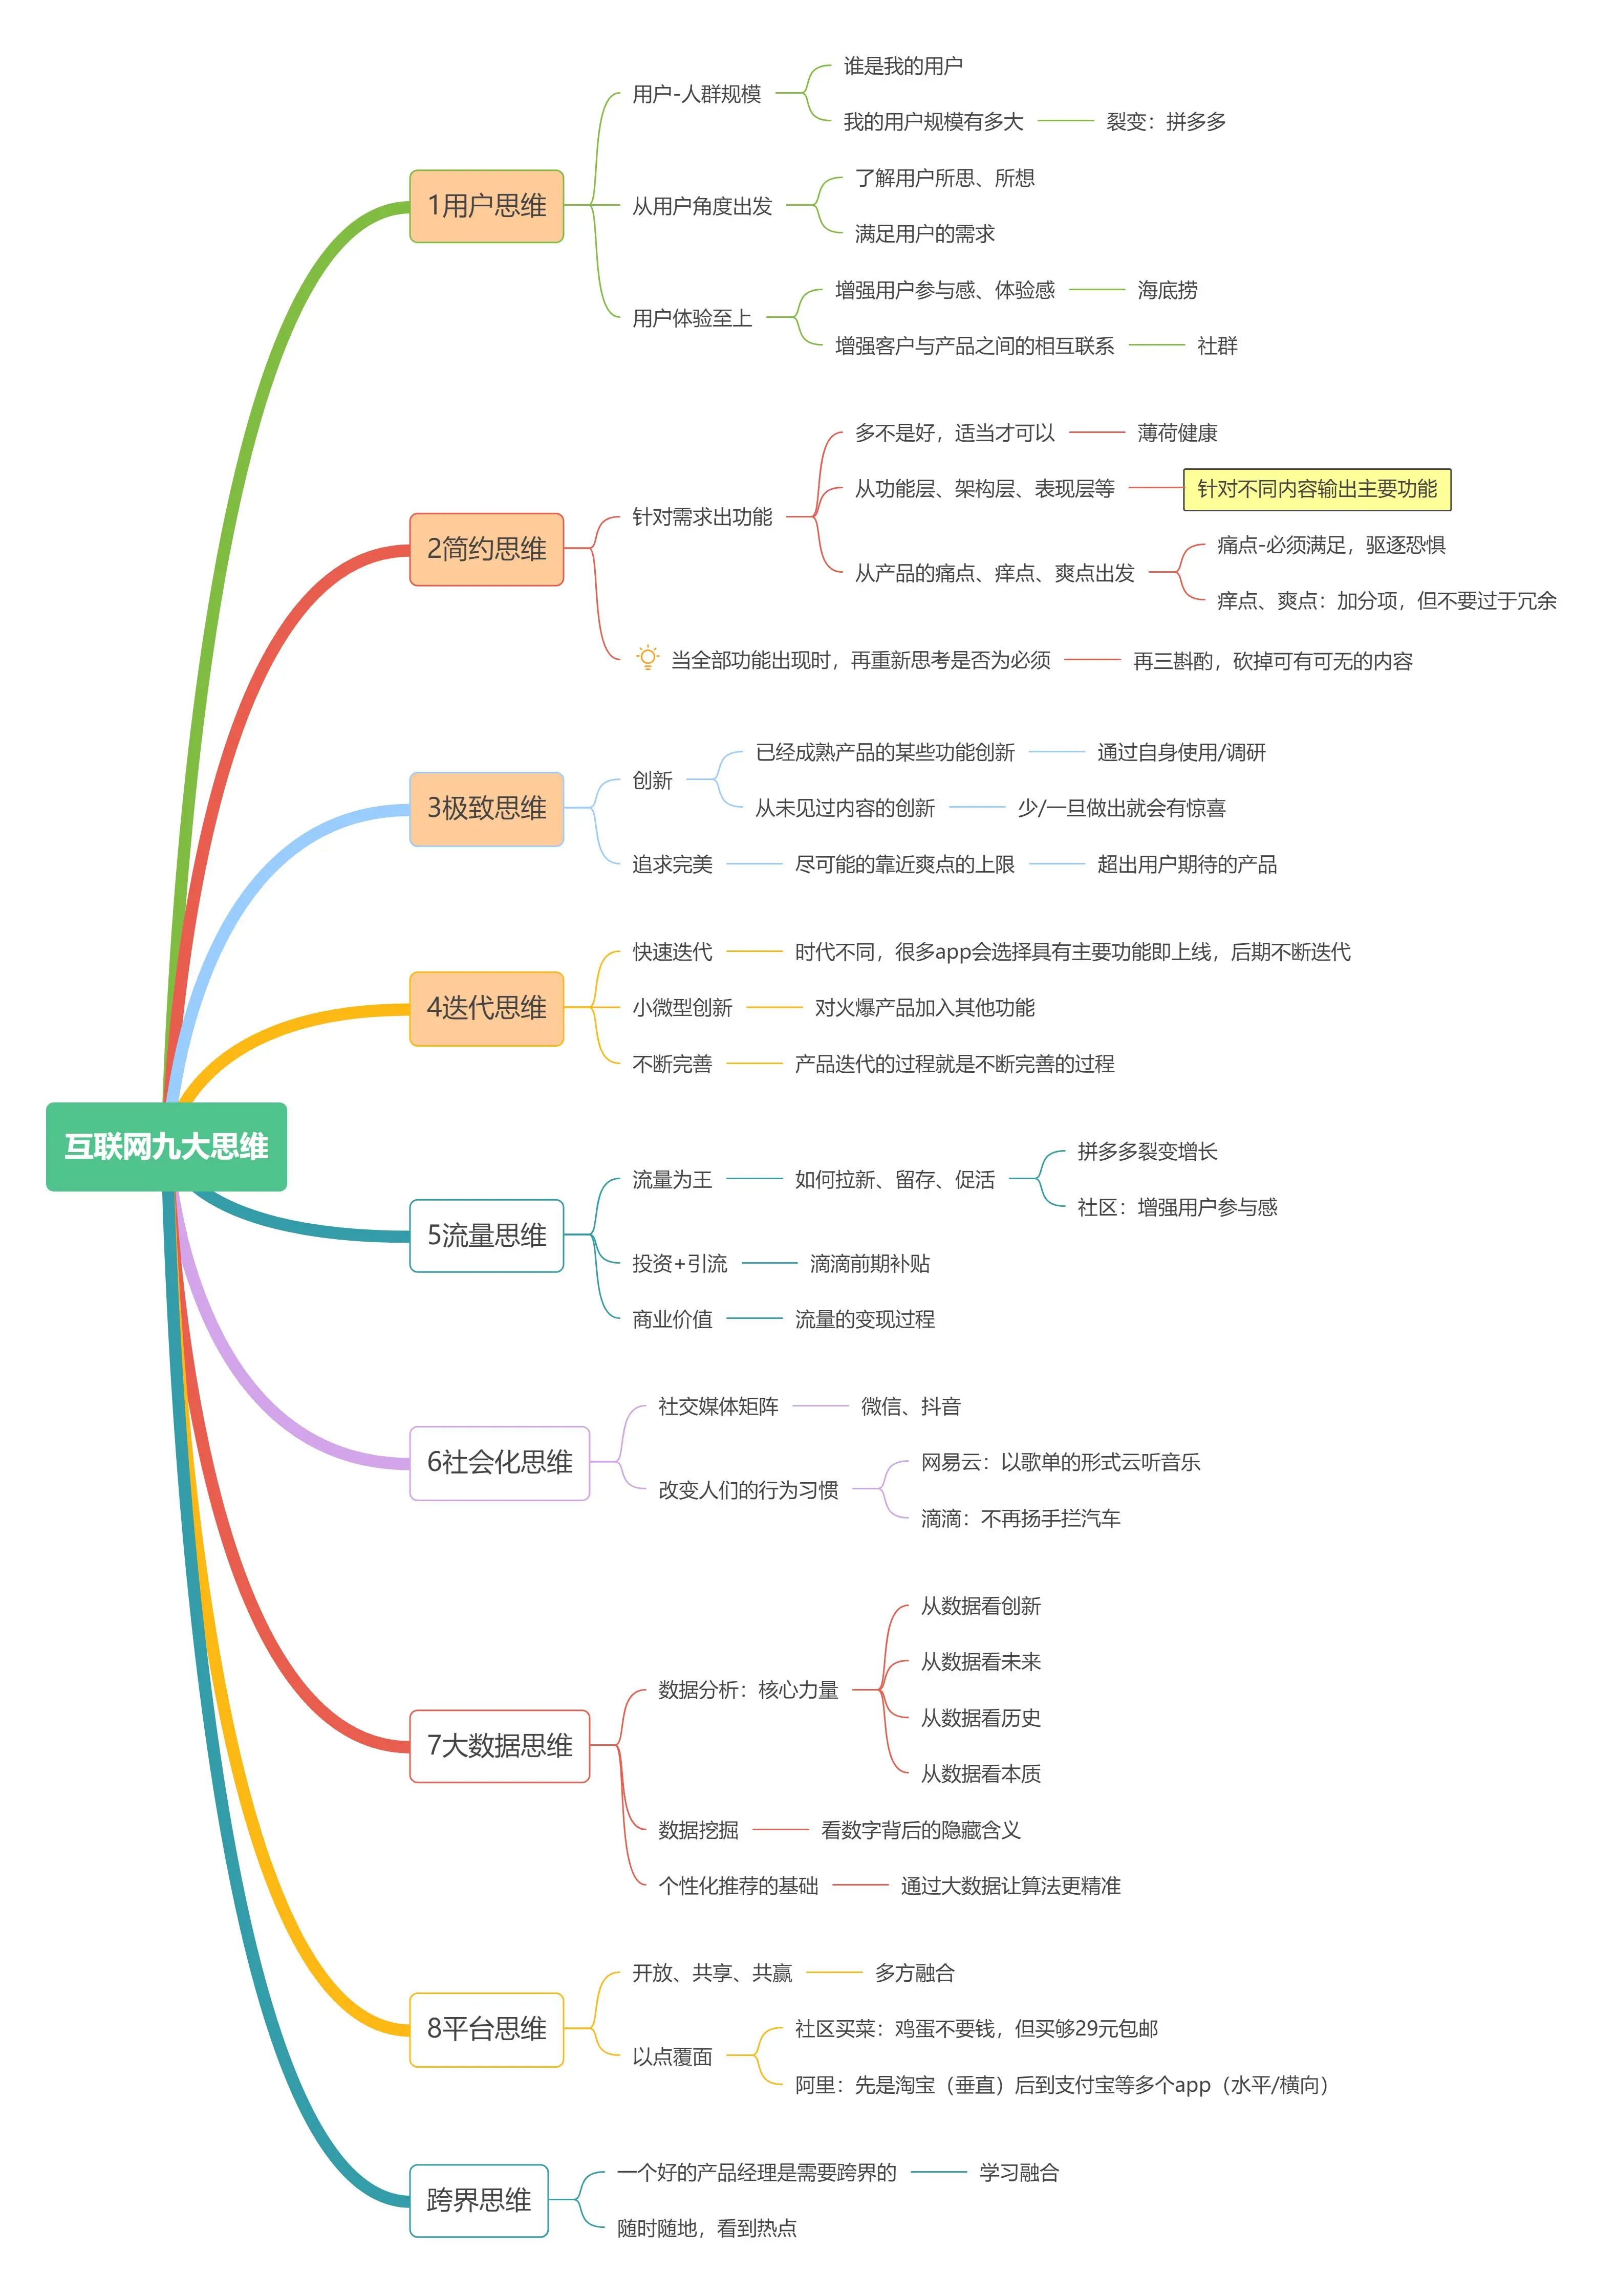 互联网九大思维
1用户思维
用户-人群规模
谁是我的用户
我的用户规模有多大
裂变：拼多多
从用户角度出发
了解用户所思、所想
满足用户的需求
用户体验至上
增强用户参与感、体验感
海底捞
增强客户与产品之间的相互联系
社群
2简约思维
针对需求出功能
多不是好，适当才可以
薄荷健康
从功能层、架构层、表现层等
针对不同内容输出主要功能
从产品的痛点、痒点、爽点出发
痛点-必须满足，驱逐恐惧
痒点、爽点：加分项，但不要过于冗余
当全部功能出现时，再重新思考是否为必须
再三斟酌，砍掉可有可无的内容
3极致思维
创新
已经成熟产品的某些功能创新
通过自身使用/调研
从未见过内容的创新
少/一旦做出就会有惊喜
追求完美
尽可能的靠近爽点的上限
超出用户期待的产品
4迭代思维
快速迭代
时代不同，很多app会选择具有主要功能即上线，后期不断迭代
小微型创新
对火爆产品加入其他功能
不断完善
产品迭代的过程就是不断完善的过程
5流量思维
流量为王
如何拉新、留存、促活
拼多多裂变增长
社区：增强用户参与感
投资+引流
滴滴前期补贴
商业价值
流量的变现过程
6社会化思维
社交媒体矩阵
微信、抖音
改变人们的行为习惯
网易云：以歌单的形式云听音乐
滴滴：不再扬手拦汽车
7大数据思维
数据分析：核心力量
从数据看创新
从数据看未来
从数据看历史
从数据看本质
数据挖掘
看数字背后的隐藏含义
个性化推荐的基础
通过大数据让算法更精准
8平台思维
开放、共享、共赢
多方融合
以点覆面
社区买菜：鸡蛋不要钱，但买够29元包邮
阿里：先是淘宝（垂直）后到支付宝等多个app（水平/横向）
跨界思维
一个好的产品经理是需要跨界的
学习融合
随时随地，看到热点